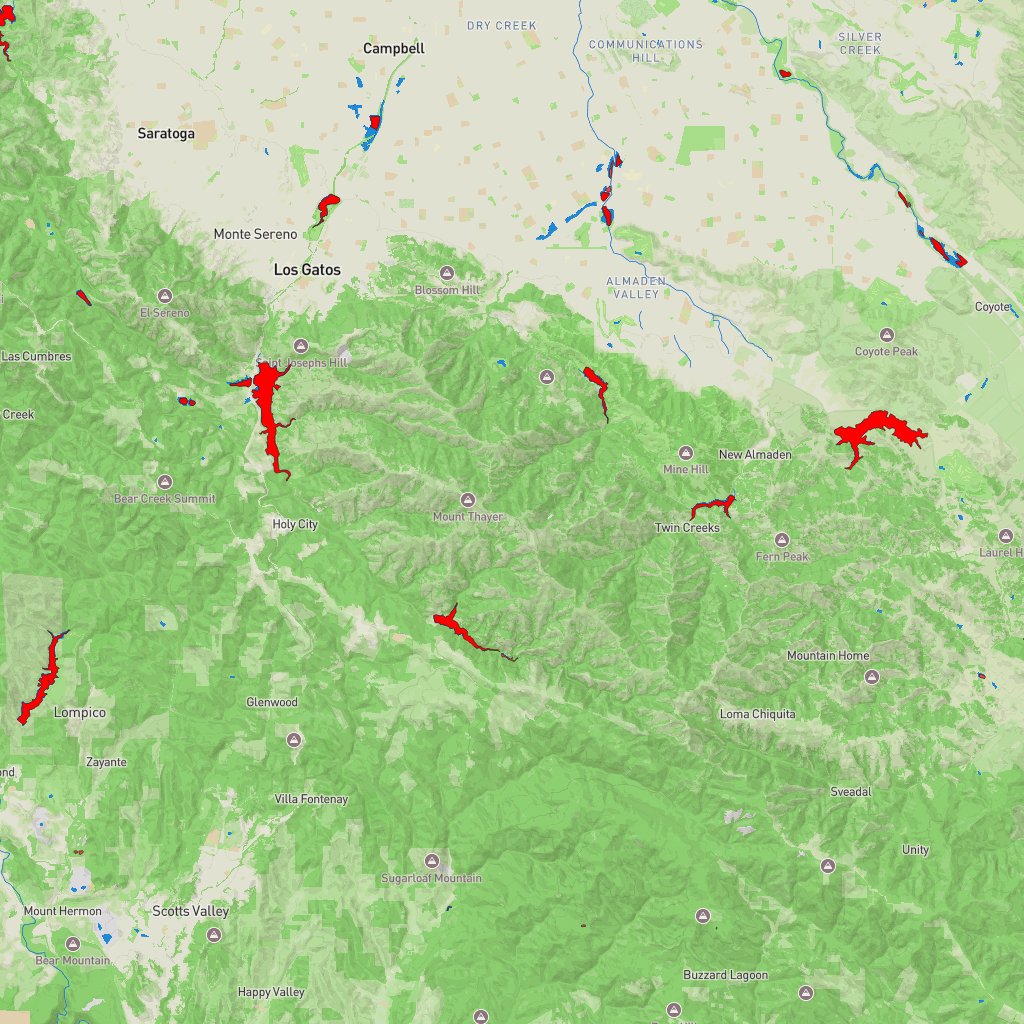 DRY CREEK
Campbell
COMMUNICATIONS
HILL
SILVER
CREEK
Saratoga
Monte Sereno
Los Gatos
Blossom Hill
ALMADEN
VALLEY
El Sereno
Coyote
Las Cumbres
Saint Josephs Hill
Coyote Peak
Creek
New Almaden
Mine Hill
Bear Creek Summit
Mount Thayer
Holy City
Twin Creeks
Fern Peak
Laurel H
Mountain Home
Glenwood
Lompico
Loma Chiquita
Zayante
ond
Sveadal
Villa Fontenay
Unity
Sugarloaf Mountain
Mount Hermon
Scotts Valley
Bear Mountain
Buzzard Lagoon
Happy Valley